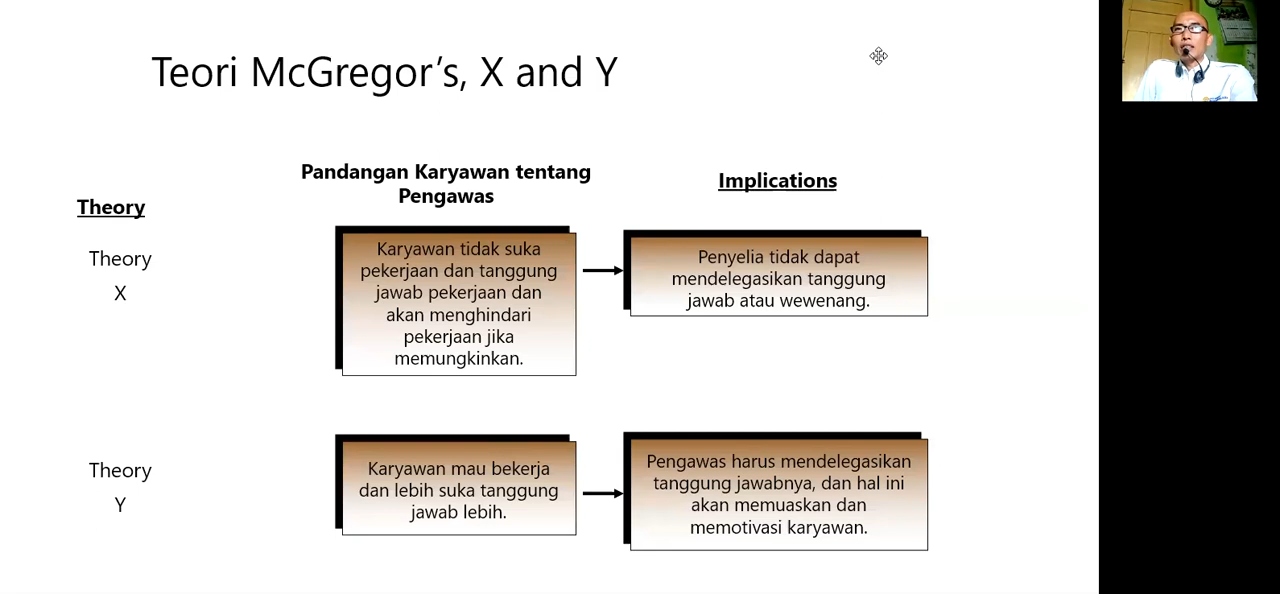 Teori McGregor’s, X and Y
Pandangan Karyawan tentang
Pengawas
Implications
Theory
Theory
X
Karyawan tidak suka
pekerjaan dan tanggung
jawab pekerjaan dan
akan menghindari
pekerjaan jika
memungkinkan.
Penyelia tidak dapat
mendelegasikan tanggung
jawab atau wewenang.
Theory
Y
Karyawan mau bekerja
dan lebih suka tanggung
jawab lebih.
Pengawas harus mendelegasikan
tanggung jawabnya, dan hal ini
akan memuaskan dan
memotivasi karyawan.